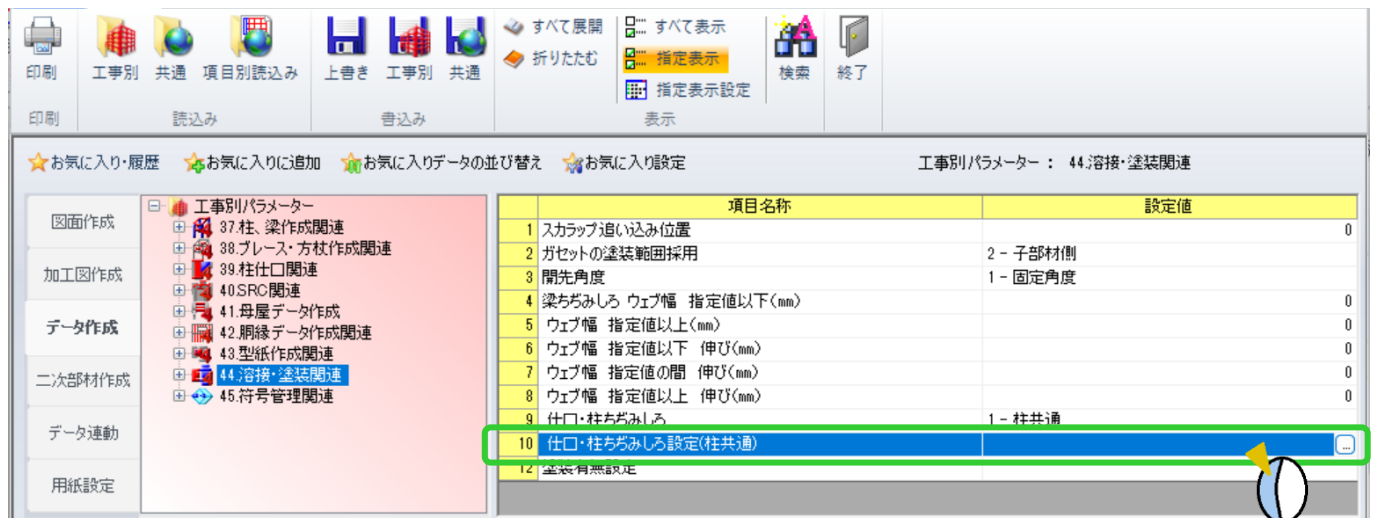 すべて展開 すべて表示
折りたたむ 指定表示
印刷 工事別 共通 項目別読込み 上書き 工事別 共通 指定表示設定 検索 終了
印刷 読込み 書込み 表示
お気に入り・履歴 お気に入りに追加 お気に入りデータの並び替え お気に入り設定 工事別パラメーター： 44.溶接・塗装関連
図面作成
加工図作成
データ作成
二次部材作成
データ連動
用紙設定
工事別パラメーター
37.柱、梁作成関連
38.ブレース・方杖作成関連
39.柱仕口関連
40.SRC関連
41.母屋データ作成
42.胴縁データ作成関連
43.型紙作成関連
44.溶接・塗装関連
45.符号管理関連
項目名称 設定値
1 スカラップ追い込み位置 0
2 ガセットの塗装範囲採用 2 - 子部材側
3 開先角度 1 - 固定角度
4 梁ちぢみしろ ウェブ幅 指定値以下(mm) 0
5 ウェブ幅 指定値以上(mm) 0
6 ウェブ幅 指定値以下 伸び(mm) 0
7 ウェブ幅 指定値の間 伸び(mm) 0
8 ウェブ幅 指定値以上 伸び(mm) 0
9 仕口・柱ちぢみしろ 1 - 柱共通
10 仕口・柱ちぢみしろ設定(柱共通) ...
12 塗装有無設定